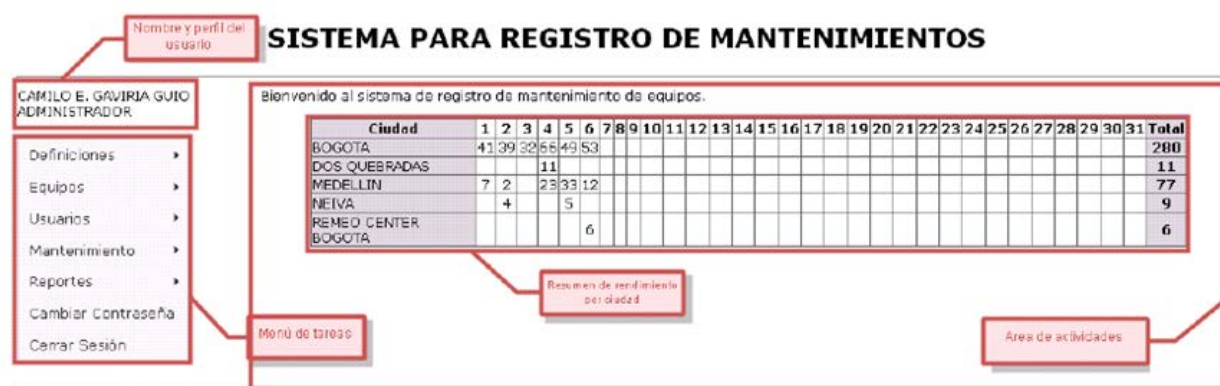 Nombre y perfil del
usuario
SISTEMA PARA REGISTRO DE MANTENIMIENTOS
CAMILO E. GAVIRIA GUIO
ADMINISTRADOR
Bienvenido al sistema de registro de mantenimiento de equipos.
Ciudad 1 2 3 4 5 6 7 8 9 10 11 12 13 14 15 16 17 18 19 20 21 22 23 24 25 26 27 28 29 30 31 Total
BOGOTA 41 39 32 66 49 53 280
DOS QUEBRADAS 11 11
MEDELLIN 7 2 23 33 12 77
NEIVA 4 5 9
REMEO CENTER
BOGOTA 6 6
Definiciones
Equipos
Usuarios
Mantenimiento
Reportes
Cambiar Contraseña
Cerrar Sesión
Resumen de rendimiento
por ciudad
Menú de tareas
Area de actividades